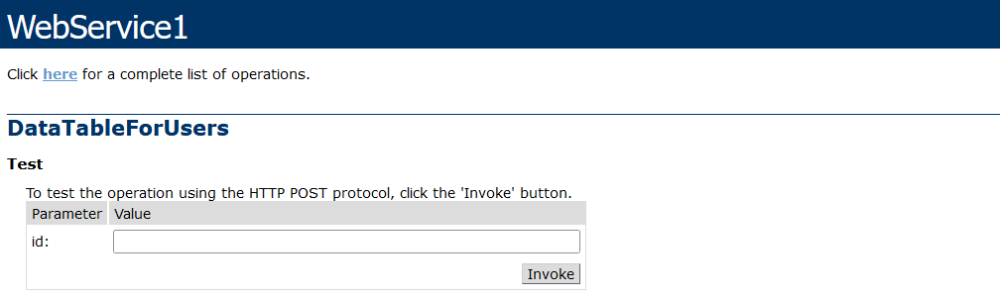 WebService1
Click here for a complete list of operations.
DataTableForUsers
Test
To test the operation using the HTTP POST protocol, click the 'Invoke' button.
Parameter Value
id:
Invoke